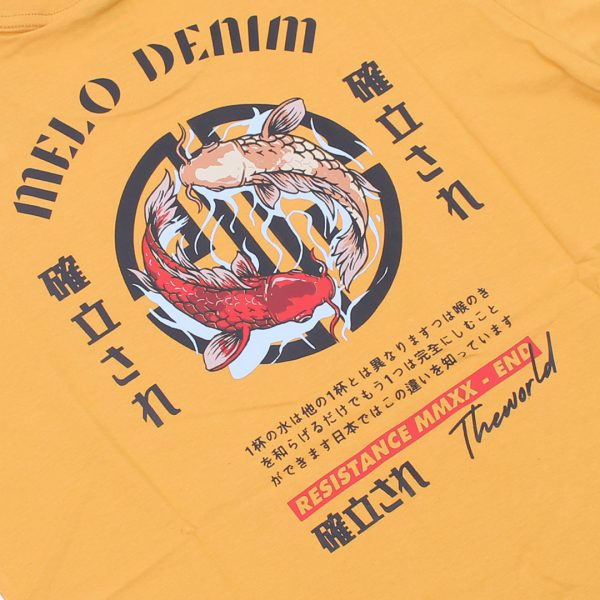 MELO DENIM
確立され
確立され
1杯の水は他の1杯とは異なりますつは喉のき
を和らげるだけでもう1つは完全にしむこと
ができます日本ではこの違いを知っています
RESISTANCE MMXX - END
Theworld
確立され